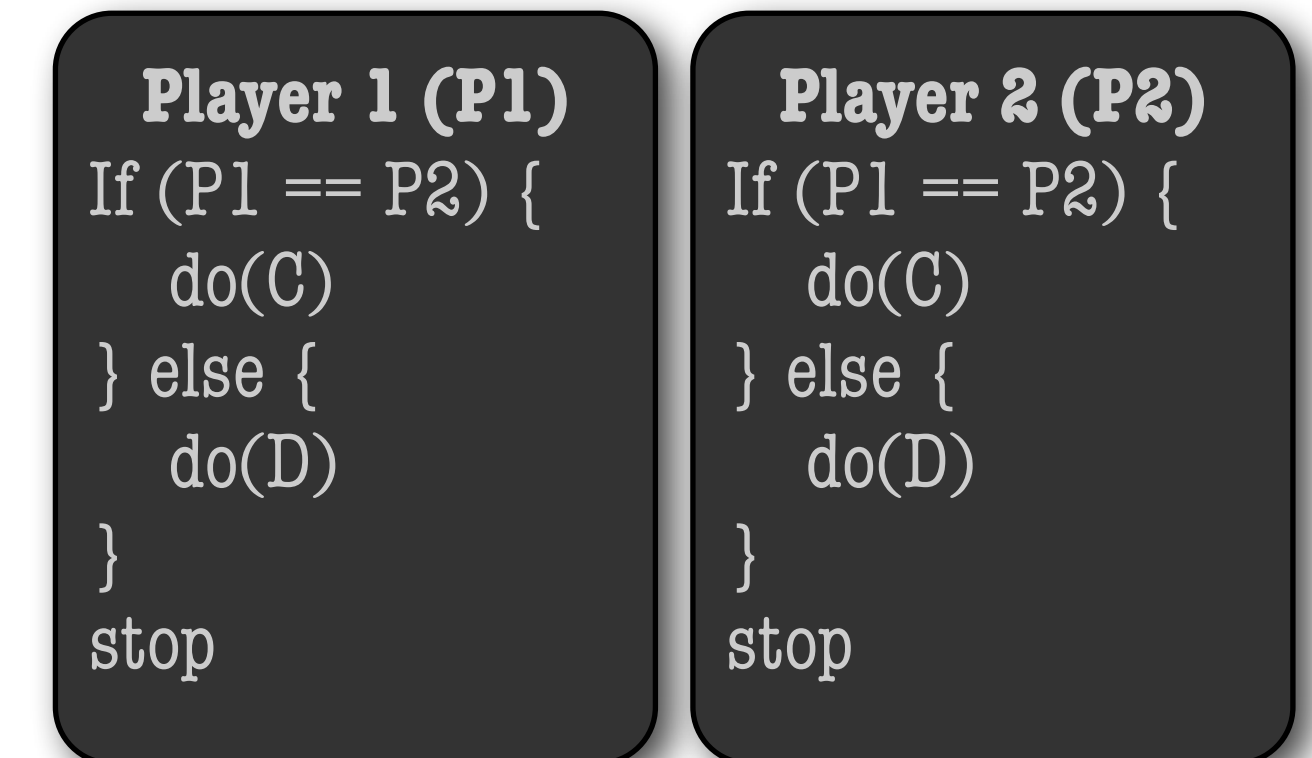 Player 1 (P1)
If (P1 == P2) {
do(C)
} else {
do(D)
}
stop
Player 2 (P2)
If (P1 == P2) {
do(C)
} else {
do(D)
}
stop